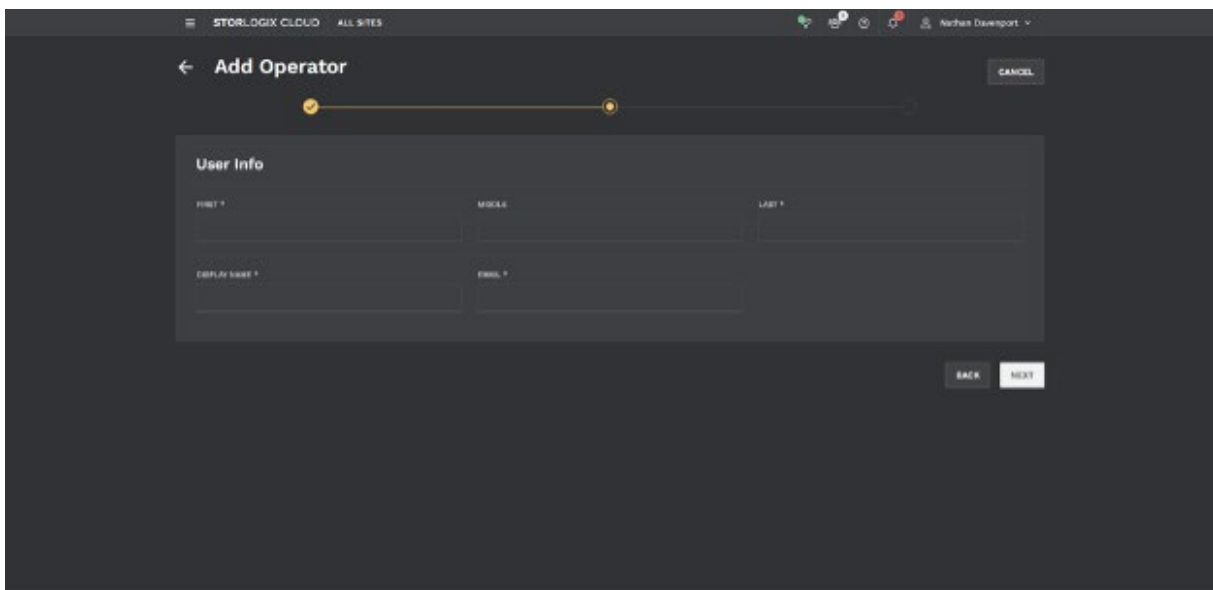 STORLOGIX CLOUD ALL SITES Nathan Davenport
Add Operator
CANCEL
User Info
FIRST * MIDDLE LAST *
DISPLAY NAME * EMAIL *
BACK NEXT